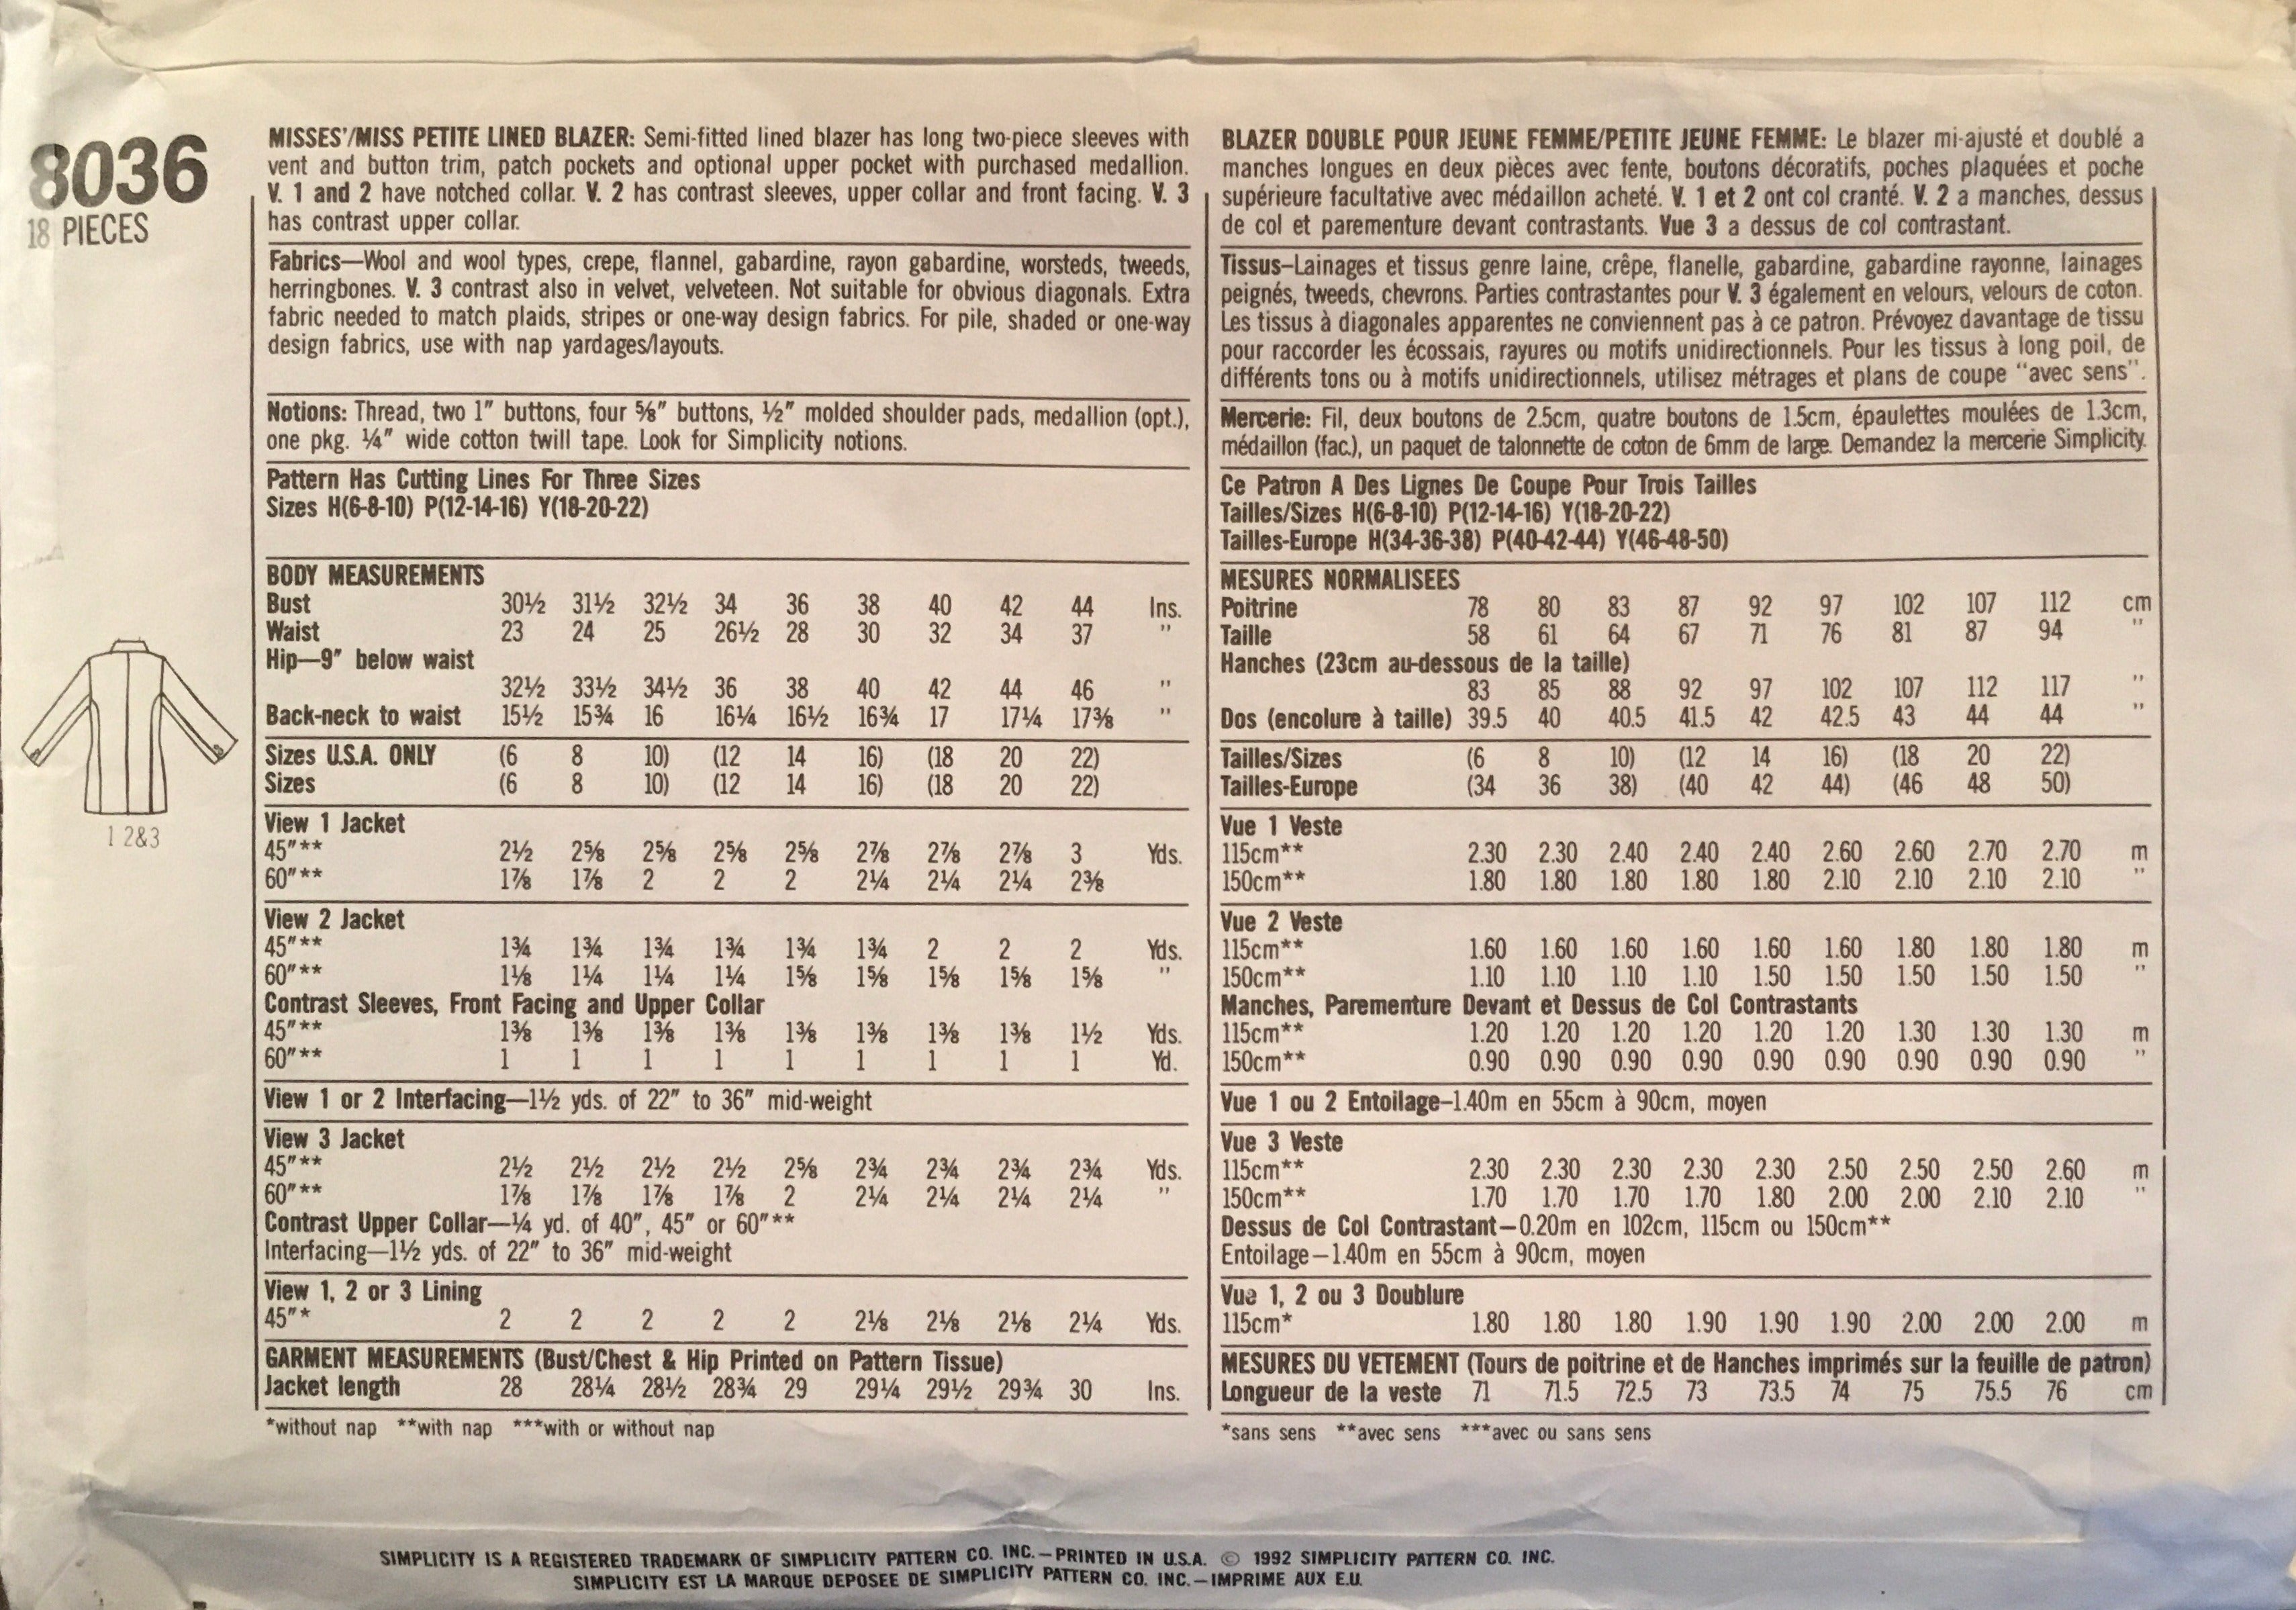 8036
18 PIECES
MISSES'/MISS PETITE LINED BLAZER: Semi-fitted lined blazer has long two-piece sleeves with
vent and button trim, patch pockets and optional upper pocket with purchased medallion.
V. 1 and 2 have notched collar. V. 2 has contrast sleeves, upper collar and front facing. V. 3
has contrast upper collar.
Fabrics—Wool and wool types, crepe, flannel, gabardine, rayon gabardine, worsteds, tweeds,
herringbones. V. 3 contrast also in velvet, velveteen. Not suitable for obvious diagonals. Extra
fabric needed to match plaids, stripes or one-way design fabrics. For pile, shaded or one-way
design fabrics, use with nap yardages/layouts.
Notions: Thread, two 1″ buttons, four ⅝″ buttons, ½″ molded shoulder pads, medallion (opt.),
one pkg. ¼″ wide cotton twill tape. Look for Simplicity notions.
Pattern Has Cutting Lines For Three Sizes
Sizes H(6-8-10) P(12-14-16) Y(18-20-22)
BODY MEASUREMENTS
Bust 30½ 31½ 32½ 34 36 38 40 42 44 Ins.
Waist 23 24 25 26½ 28 30 32 34 37 "
Hip—9″ below waist
32½ 33½ 34½ 36 38 40 42 44 46 "
Back-neck to waist 15½ 15¾ 16 16¼ 16½ 16¾ 17 17¼ 17⅜ "
Sizes U.S.A. ONLY (6 8 10) (12 14 16) (18 20 22)
Sizes (6 8 10) (12 14 16) (18 20 22)
View 1 Jacket
45″** 2½ 2⅝ 2⅝ 2⅝ 2⅝ 2⅞ 2⅞ 2⅞ 3 Yds.
60″** 1⅞ 1⅞ 2 2 2 2¼ 2¼ 2¼ 2⅜
View 2 Jacket
45″** 1¾ 1¾ 1¾ 1¾ 1¾ 1¾ 2 2 2 Yds.
60″** 1⅛ 1¼ 1¼ 1¼ 1⅝ 1⅝ 1⅝ 1⅝ 1⅝ "
Contrast Sleeves, Front Facing and Upper Collar
45″** 1⅜ 1⅜ 1⅜ 1⅜ 1⅜ 1⅜ 1⅜ 1⅜ 1½ Yds.
60″** 1 1 1 1 1 1 1 1 1 Yd.
View 1 or 2 Interfacing—1½ yds. of 22″ to 36″ mid-weight
View 3 Jacket
45″** 2½ 2½ 2½ 2½ 2⅝ 2¾ 2¾ 2¾ 2¾ Yds.
60″** 1⅞ 1⅞ 1⅞ 1⅞ 2 2¼ 2¼ 2¼ 2¼ "
Contrast Upper Collar—¼ yd. of 40″, 45″ or 60″**
Interfacing—1½ yds. of 22″ to 36″ mid-weight
View 1, 2 or 3 Lining
45″* 2 2 2 2 2 2⅛ 2⅛ 2⅛ 2¼ Yds.
GARMENT MEASUREMENTS (Bust/Chest & Hip Printed on Pattern Tissue)
Jacket length 28 28¼ 28½ 28¾ 29 29¼ 29½ 29¾ 30 Ins.
*without nap **with nap ***with or without nap
1 2&3
BLAZER DOUBLE POUR JEUNE FEMME/PETITE JEUNE FEMME: Le blazer mi-ajusté et doublé a
manches longues en deux pièces avec fente, boutons décoratifs, poches plaquées et poche
supérieure facultative avec médaillon acheté. V. 1 et 2 ont col cranté. V. 2 a manches, dessus
de col et parementure devant contrastants. Vue 3 a dessus de col contrastant.
Tissus–Lainages et tissus genre laine, crêpe, flanelle, gabardine, gabardine rayonne, lainages
peignés, tweeds, chevrons. Parties contrastantes pour V. 3 également en velours, velours de coton.
Les tissus à diagonales apparentes ne conviennent pas à ce patron. Prévoyez davantage de tissu
pour raccorder les écossais, rayures ou motifs unidirectionnels. Pour les tissus à long poil, de
différents tons ou à motifs unidirectionnels, utilisez métrages et plans de coupe "avec sens".
Mercerie: Fil, deux boutons de 2.5cm, quatre boutons de 1.5cm, épaulettes moulées de 1.3cm,
médaillon (fac.), un paquet de talonnette de coton de 6mm de large. Demandez la mercerie Simplicity.
Ce Patron A Des Lignes De Coupe Pour Trois Tailles
Tailles/Sizes H(6-8-10) P(12-14-16) Y(18-20-22)
Tailles-Europe H(34-36-38) P(40-42-44) Y(46-48-50)
MESURES NORMALISEES
Poitrine 78 80 83 87 92 97 102 107 112 cm
Taille 58 61 64 67 71 76 81 87 94 "
Hanches (23cm au-dessous de la taille)
83 85 88 92 97 102 107 112 117 "
Dos (encolure à taille) 39.5 40 40.5 41.5 42 42.5 43 44 44 "
Tailles/Sizes (6 8 10) (12 14 16) (18 20 22)
Tailles-Europe (34 36 38) (40 42 44) (46 48 50)
Vue 1 Veste
115cm** 2.30 2.30 2.40 2.40 2.40 2.60 2.60 2.70 2.70 m
150cm** 1.80 1.80 1.80 1.80 1.80 2.10 2.10 2.10 2.10 "
Vue 2 Veste
115cm** 1.60 1.60 1.60 1.60 1.60 1.60 1.80 1.80 1.80 m
150cm** 1.10 1.10 1.10 1.10 1.50 1.50 1.50 1.50 1.50 "
Manches, Parementure Devant et Dessus de Col Contrastants
115cm** 1.20 1.20 1.20 1.20 1.20 1.20 1.30 1.30 1.30 m
150cm** 0.90 0.90 0.90 0.90 0.90 0.90 0.90 0.90 0.90 "
Vue 1 ou 2 Entoilage–1.40m en 55cm à 90cm, moyen
Vue 3 Veste
115cm** 2.30 2.30 2.30 2.30 2.30 2.50 2.50 2.50 2.60 m
150cm** 1.70 1.70 1.70 1.70 1.80 2.00 2.00 2.10 2.10 "
Dessus de Col Contrastant–0.20m en 102cm, 115cm ou 150cm**
Entoilage–1.40m en 55cm à 90cm, moyen
Vue 1, 2 ou 3 Doublure
115cm* 1.80 1.80 1.80 1.90 1.90 1.90 2.00 2.00 2.00 m
MESURES DU VETEMENT (Tours de poitrine et de Hanches imprimés sur la feuille de patron)
Longueur de la veste 71 71.5 72.5 73 73.5 74 75 75.5 76 cm
*sans sens **avec sens ***avec ou sans sens
SIMPLICITY IS A REGISTERED TRADEMARK OF SIMPLICITY PATTERN CO. INC.–PRINTED IN U.S.A. © 1992 SIMPLICITY PATTERN CO. INC.
SIMPLICITY EST LA MARQUE DEPOSEE DE SIMPLICITY PATTERN CO. INC.–IMPRIME AUX E.U.